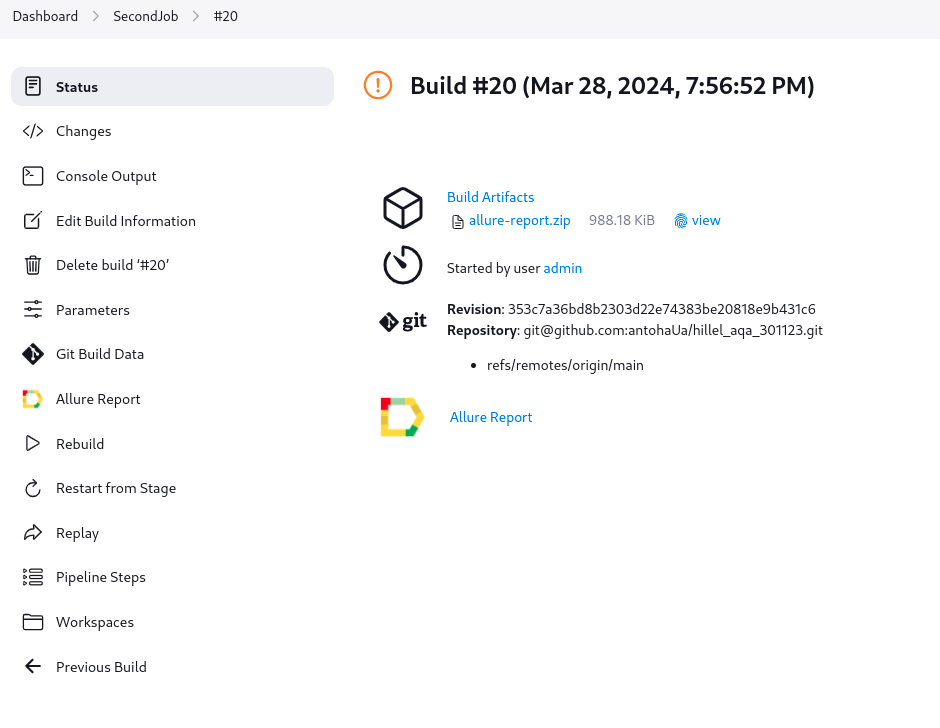 Dashboard > SecondJob > #20
Status
Changes
Console Output
Edit Build Information
Delete build ‘#20’
Parameters
Git Build Data
Allure Report
Rebuild
Restart from Stage
Replay
Pipeline Steps
Workspaces
Previous Build
Build #20 (Mar 28, 2024, 7:56:52 PM)
Build Artifacts
allure-report.zip 988.18 KiB view
Started by user admin
git
Revision: 353c7a36bd8b2303d22e74383be20818e9b431c6
Repository: git@github.com:antohaUa/hillel_aqa_301123.git
• refs/remotes/origin/main
Allure Report